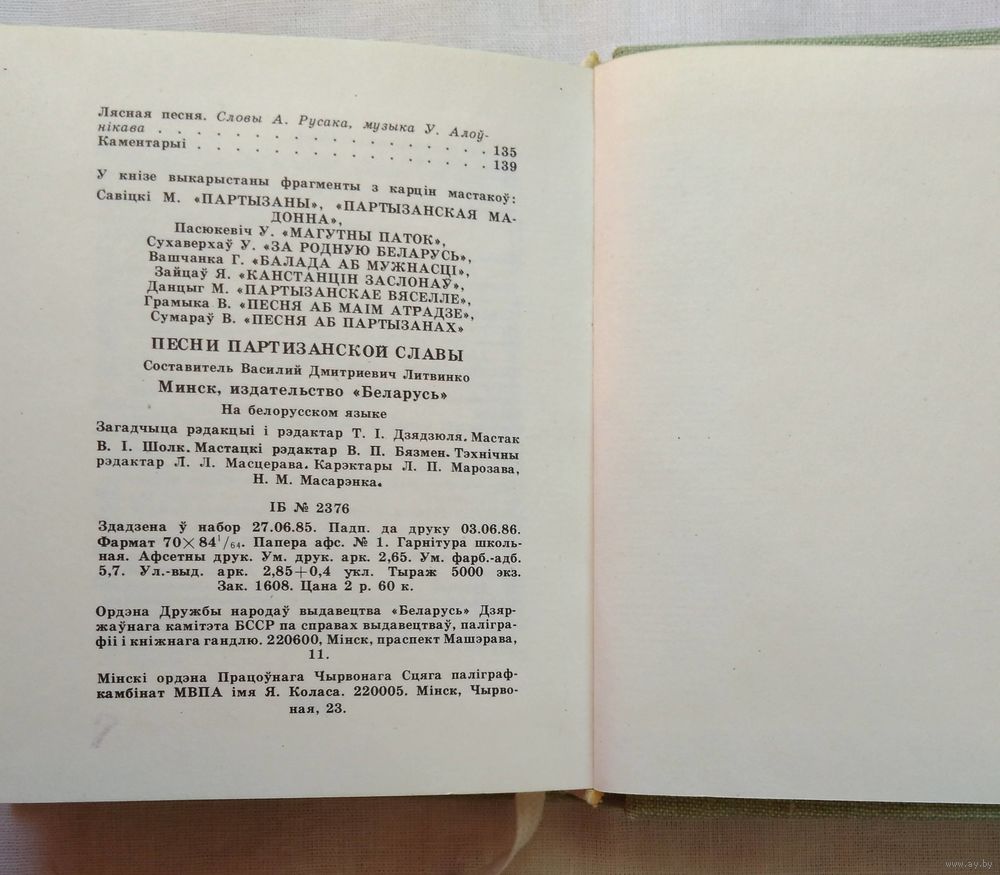 Лясная песня. Словы А. Русака, музыка У. Алоў-
нікава . . . . . . . . . . . . . . . . 135
Каментарыі . . . . . . . . . . . . . . 139
У кнізе выкарыстаны фрагменты з карцін мастакоў:
Савіцкі М. «ПАРТЫЗАНЫ», «ПАРТЫЗАНСКАЯ МА-
ДОННА»,
Пасюкевіч У. «МАГУТНЫ ПАТОК»,
Сухаверхаў У. «ЗА РОДНУЮ БЕЛАРУСЬ»,
Вашчанка Г. «БАЛАДА АБ МУЖНАСЦІ»,
Зайцаў Я. «КАНСТАНЦІН ЗАСЛОНАЎ»,
Данцыг М. «ПАРТЫЗАНСКАЕ ВЯСЕЛЛЕ»,
Грамыка В. «ПЕСНЯ АБ МАІМ АТРАДЗЕ»,
Сумараў В. «ПЕСНЯ АБ ПАРТЫЗАНАХ»
ПЕСНИ ПАРТИЗАНСКОЙ СЛАВЫ
Составитель Василий Дмитриевич Литвинко
Минск, издательство «Беларусь»
На белорусском языке
Загадчыца рэдакцыі і рэдактар Т. І. Дзядзюля. Мастак
В. І. Шолк. Мастацкі рэдактар В. П. Бязмен. Тэхнічны
рэдактар Л. Л. Масцерава. Карэктары Л. П. Марозава,
Н. М. Масарэнка.
ІБ № 2376
Здадзена ў набор 27.06.85. Падп. да друку 03.06.86.
Фармат 70×84¹/₆₄. Папера афс. № 1. Гарнітура школь-
ная. Афсетны друк. Ум. друк. арк. 2,65. Ум. фарб.-адб.
5,7. Ул.-выд. арк. 2,85+0,4 укл. Тыраж 5000 экз.
Зак. 1608. Цана 2 р. 60 к.
Ордэна Дружбы народаў выдавецтва «Беларусь» Дзяр-
жаўнага камітэта БССР па справах выдавецтваў, палігра-
фіі і кніжнага гандлю. 220600, Мінск, праспект Машэрава,
11.
Мінскі ордэна Працоўнага Чырвонага Сцяга паліграф-
камбінат МВПА імя Я. Коласа. 220005. Мінск, Чырво-
ная, 23.
7
www.ay.by